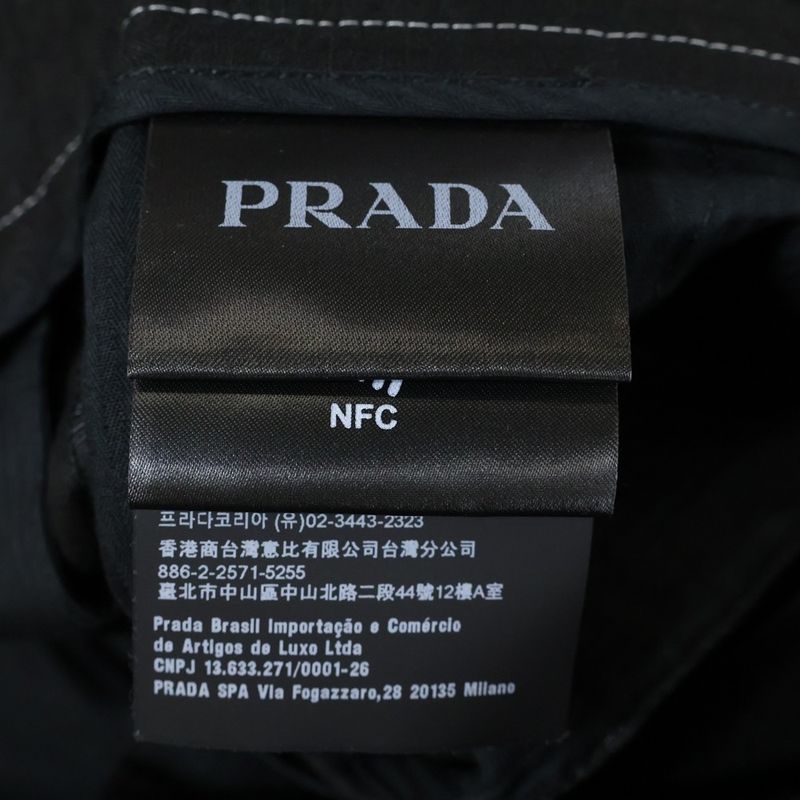 PRADA
NFC
프라다코리아 (유)02-3443-2323
香港商台灣意比有限公司台灣分公司
886-2-2571-5255
臺北市中山區中山北路二段44號12樓A室
Prada Brasil Importação e Comércio
de Artigos de Luxo Ltda
CNPJ 13.633.271/0001-26
PRADA SPA Via Fogazzaro,28 20135 Milano